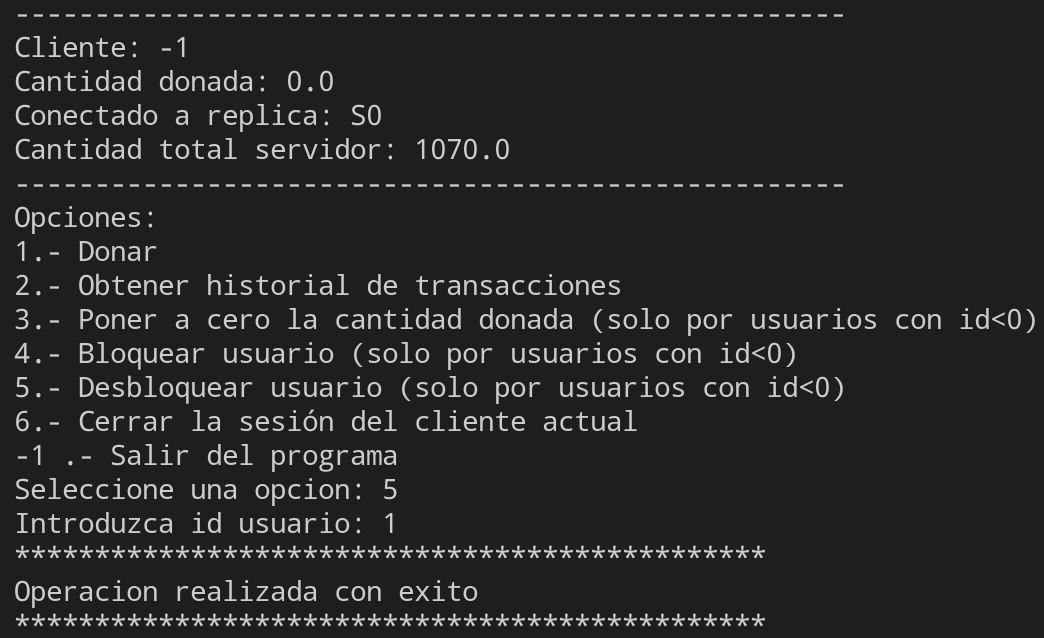 ----------------------------------------------------
Cliente: -1
Cantidad donada: 0.0
Conectado a replica: S0
Cantidad total servidor: 1070.0
----------------------------------------------------
Opciones:
1.- Donar
2.- Obtener historial de transacciones
3.- Poner a cero la cantidad donada (solo por usuarios con id<0)
4.- Bloquear usuario (solo por usuarios con id<0)
5.- Desbloquear usuario (solo por usuarios con id<0)
6.- Cerrar la sesión del cliente actual
-1 .- Salir del programa
Seleccione una opcion: 5
Introduzca id usuario: 1
***********************************************
Operacion realizada con exito
***********************************************